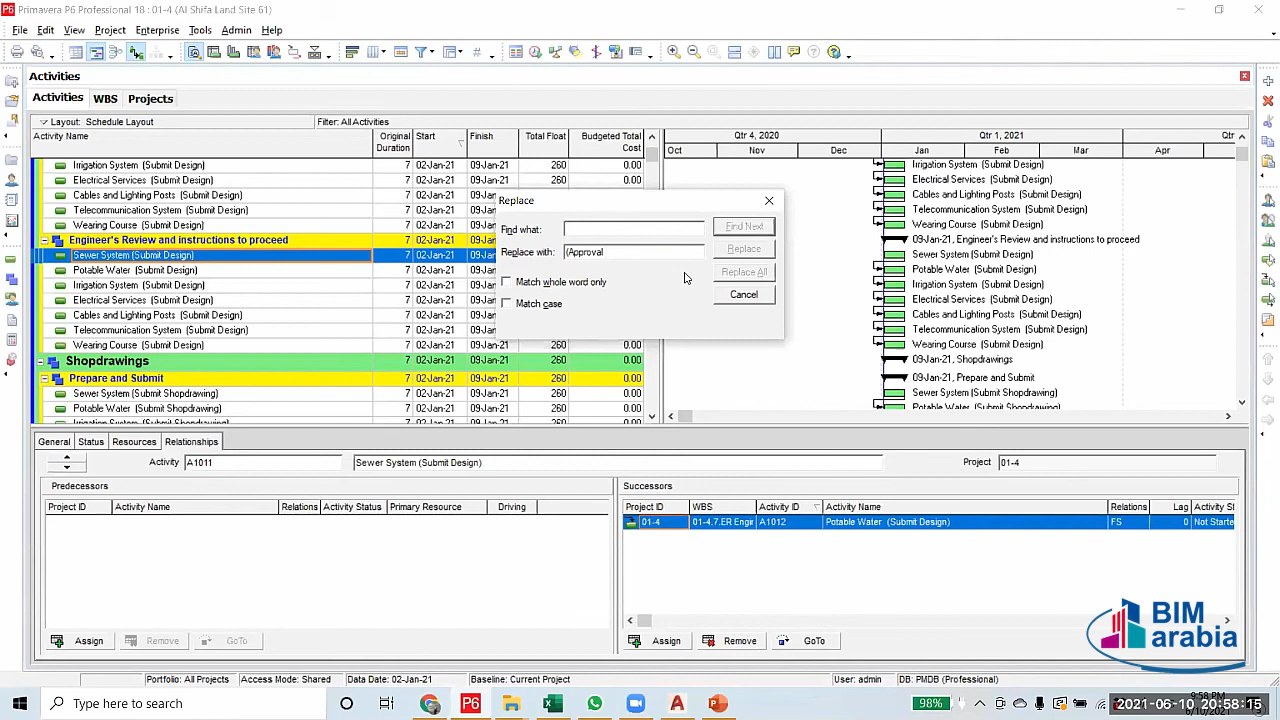 Primavera P6 Professional 18 : 01-4 (Al Shifa Land Site 61)
File Edit View Project Enterprise Tools Admin Help
Activities
Activities WBS Projects
Layout: Schedule Layout Filter: All Activities
Activity Name Original Duration Start Finish Total Float Budgeted Total Cost Qtr 4, 2020 Qtr 1, 2021 Qtr
Oct Nov Dec Jan Feb Mar Apr
Irrigation System (Submit Design) 7 02-Jan-21 09-Jan-21 260 0.00 Irrigation System (Submit Design)
Electrical Services (Submit Design) 7 02-Jan-21 09-Jan-21 260 0.00 Electrical Services (Submit Design)
Cables and Lighting Posts (Submit Design) 7 02-Jan-21 Cables and Lighting Posts (Submit Design)
Telecommunication System (Submit Design) 7 02-Jan-21 Telecommunication System (Submit Design)
Wearing Course (Submit Design) 7 02-Jan-21 Wearing Course (Submit Design)
Engineer's Review and instructions to proceed 7 02-Jan-21 09-Jan-21, Engineer's Review and instructions to proceed
Sewer System (Submit Design) 7 02-Jan-21 Sewer System (Submit Design)
Potable Water (Submit Design) 7 02-Jan-21 Potable Water (Submit Design)
Irrigation System (Submit Design) 7 02-Jan-21 Irrigation System (Submit Design)
Electrical Services (Submit Design) 7 02-Jan-21 Electrical Services (Submit Design)
Cables and Lighting Posts (Submit Design) 7 02-Jan-21 Cables and Lighting Posts (Submit Design)
Telecommunication System (Submit Design) 7 02-Jan-21 Telecommunication System (Submit Design)
Wearing Course (Submit Design) 7 02-Jan-21 09-Jan-21 260 0.00 Wearing Course (Submit Design)
Shopdrawings 7 02-Jan-21 09-Jan-21 260 0.00 09-Jan-21, Shopdrawings
Prepare and Submit 7 02-Jan-21 09-Jan-21 260 0.00 09-Jan-21, Prepare and Submit
Sewer System (Submit Shopdrawing) 7 02-Jan-21 09-Jan-21 260 0.00 Sewer System (Submit Shopdrawing)
Potable Water (Submit Shopdrawing) 7 02-Jan-21 09-Jan-21 260 0.00 Potable Water (Submit Shopdrawing)
Replace
Find what: Find Next
Replace with: (Approval Replace
Replace All
Match whole word only
Cancel
Match case
General Status Resources Relationships
Activity A1011 Sewer System (Submit Design) Project 01-4
Predecessors Successors
Project ID Activity Name Relations Activity Status Primary Resource Driving
Project ID WBS Activity ID Activity Name Relations Lag Activity St
01-4 01-4.7.ER Engir A1012 Potable Water (Submit Design) FS 0 Not Starte
Assign Remove GoTo Assign Remove GoTo
BIM
arabia
Portfolio: All Projects Access Mode: Shared Data Date: 02-Jan-21 Baseline: Current Project User: admin DB: PMDB (Professional)
Type here to search 98% 9:58 PM
2021-06-10 20:58:15